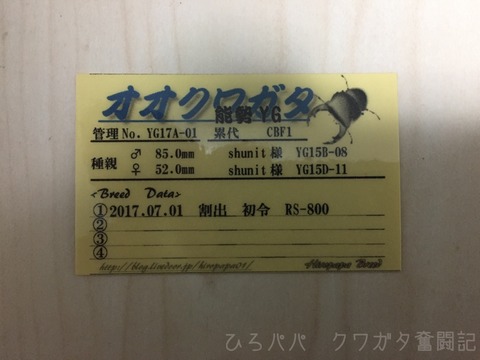 オオクワガタ
能勢YG
管理No. YG17A-01 累代 CBF1
種親 ♂ 85.0mm shunit様 YG15B-08
♀ 52.0mm shunit様 YG15D-11
<Breed Data>
①2017.07.01 割出 初令 RS-800
②
③
④
Hiropapa Breed
ひろパパ クワガタ奮闘記